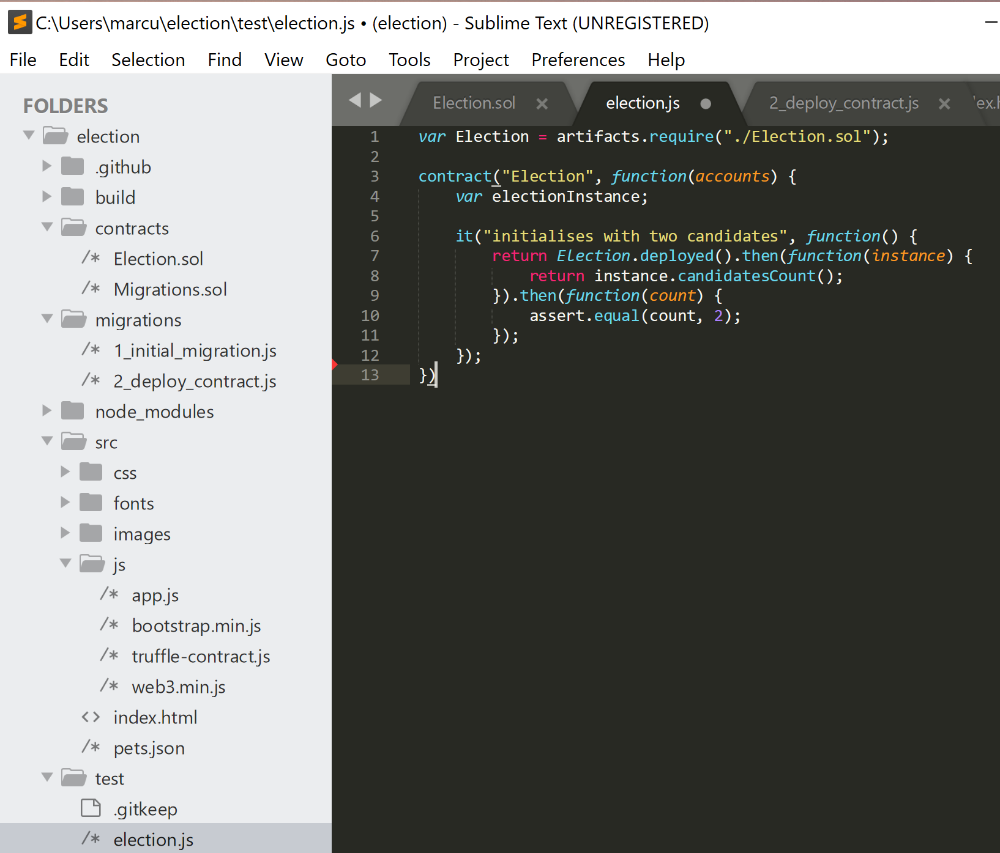 C:\Users\marcu\election\test\election.js • (election) - Sublime Text (UNREGISTERED)
File Edit Selection Find View Goto Tools Project Preferences Help
FOLDERS
election
.github
build
contracts
/* Election.sol
/* Migrations.sol
migrations
/* 1_initial_migration.js
/* 2_deploy_contract.js
node_modules
src
css
fonts
images
js
/* app.js
/* bootstrap.min.js
/* truffle-contract.js
/* web3.min.js
<> index.html
/* pets.json
test
.gitkeep
/* election.js
Election.sol × election.js 2_deploy_contract.js ×
1 var Election = artifacts.require("./Election.sol");
2
3 contract("Election", function(accounts) {
4     var electionInstance;
5
6     it("initialises with two candidates", function() {
7         return Election.deployed().then(function(instance) {
8             return instance.candidatesCount();
9         }).then(function(count) {
10             assert.equal(count, 2);
11         });
12     });
13 })